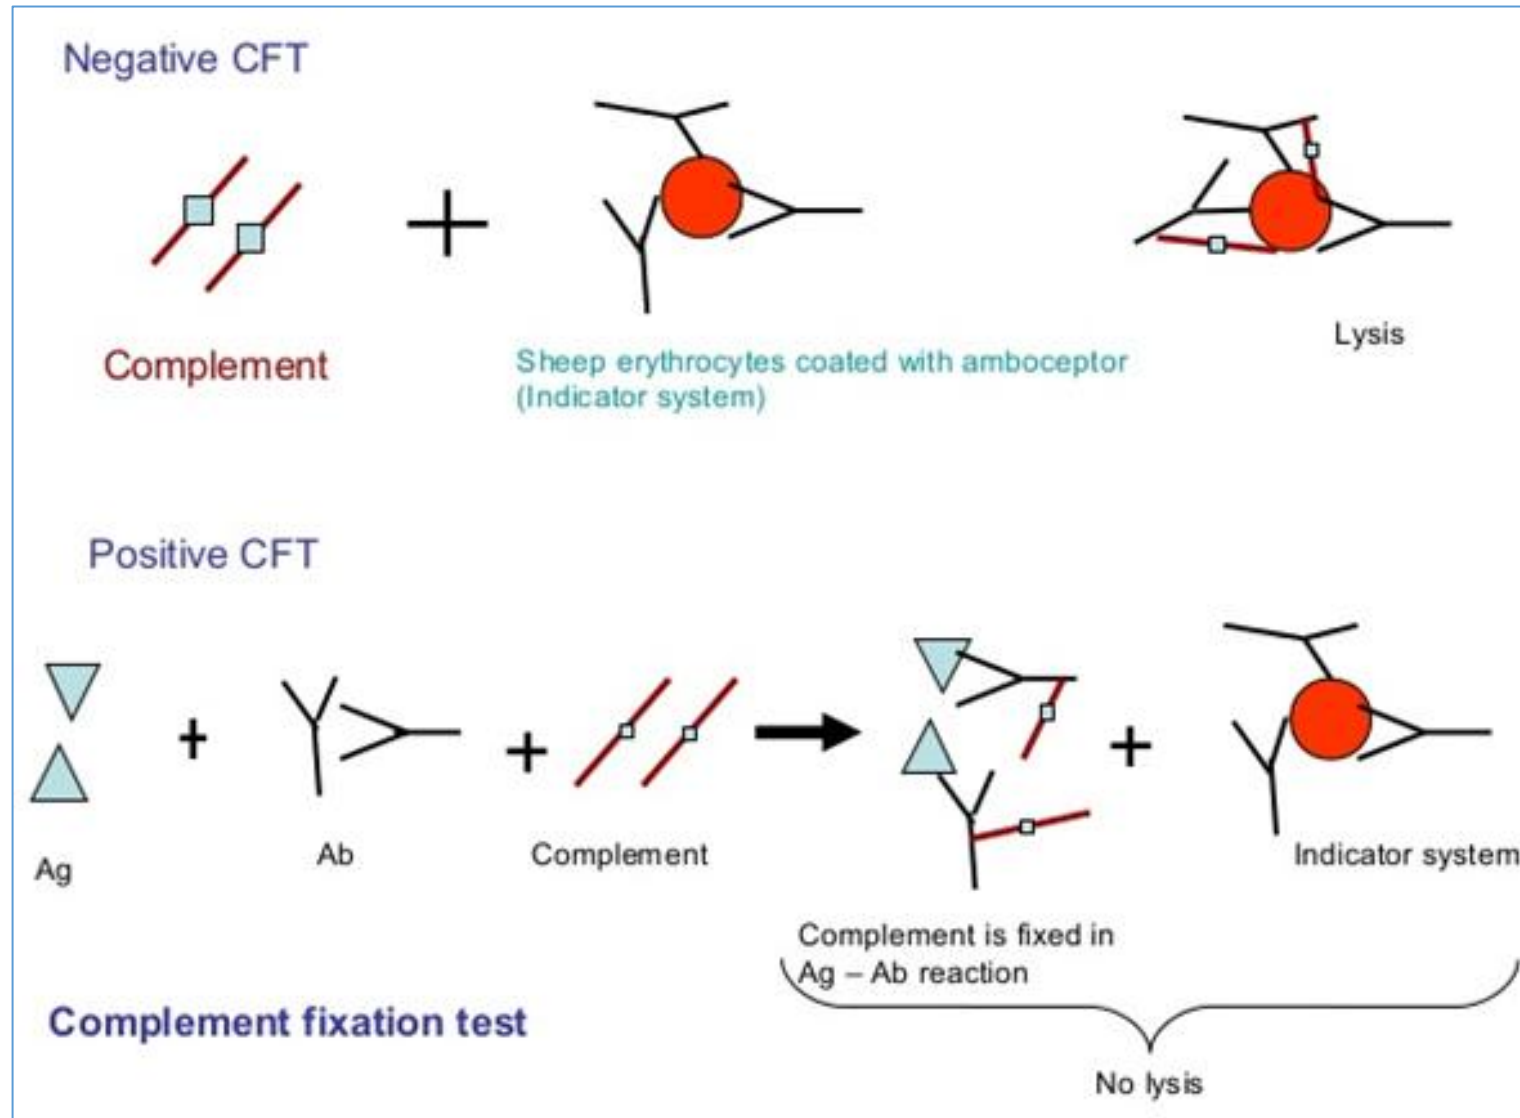 Negative CFT
+
Complement
Sheep erythrocytes coated with amboceptor
(Indicator system)
Lysis
Positive CFT
+
+
+
Ag
Ab
Complement
Indicator system
Complement is fixed in
Ag – Ab reaction
Complement fixation test
No lysis